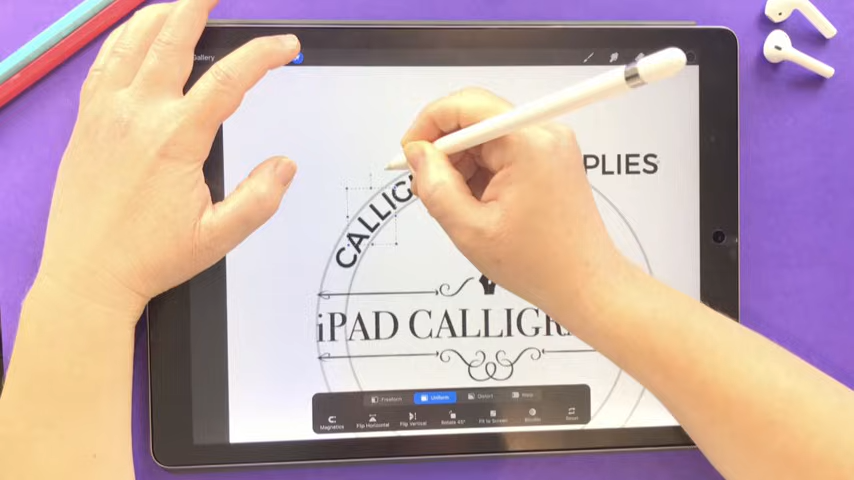 Gallery
PLIES
CALLIG
iPAD CALLIGR
Freeform Uniform Distort Warp
Magnetics Flip Horizontal Flip Vertical Rotate 45° Fit to Screen Bilinear Reset